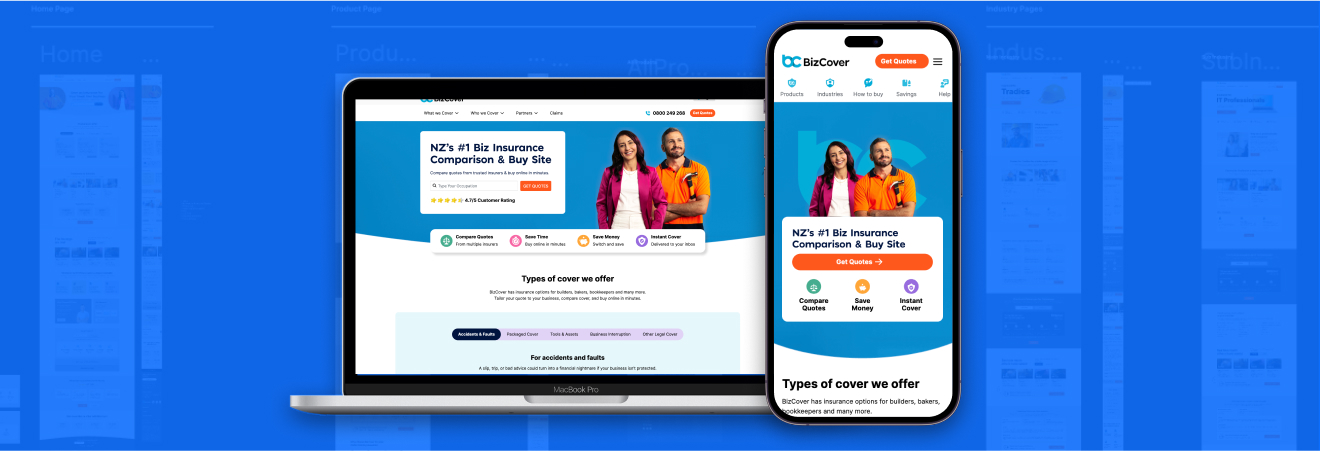 Home Page
Product Page
Industry Pages
Home
...
Produ...
... ...
AllPro...
Indus...
... ...
SubIn...
Tradies
IT Professionals
BizCover
What we Cover
Who we Cover
Partners
Claims
0800 249 268
Get Quotes
NZ's #1 Biz Insurance
Comparison & Buy Site
Compare quotes from trusted insurers & buy online in minutes.
Type Your Occupation
GET QUOTES
4.7/5 Customer Rating
Compare Quotes
From multiple insurers
Save Time
Buy online in minutes
Save Money
Switch and save
Instant Cover
Delivered to your inbox
Types of cover we offer
BizCover has insurance options for builders, bakers, bookkeepers and many more.
Tailor your quote to your business, compare cover, and buy online in minutes.
Accidents & Faults
Packaged Cover
Tools & Assets
Business Interruption
Other Legal Cover
For accidents and faults
A slip, trip, or bad advice could turn into a financial nightmare if your business isn't protected.
MacBook Pro
bc BizCover
Get Quotes
Products
Industries
How to buy
Savings
Help
bc
NZ's #1 Biz Insurance
Comparison & Buy Site
Get Quotes →
Compare
Quotes
Save
Money
Instant
Cover
Types of cover we offer
BizCover has insurance options for builders, bakers,
bookkeepers and many more.